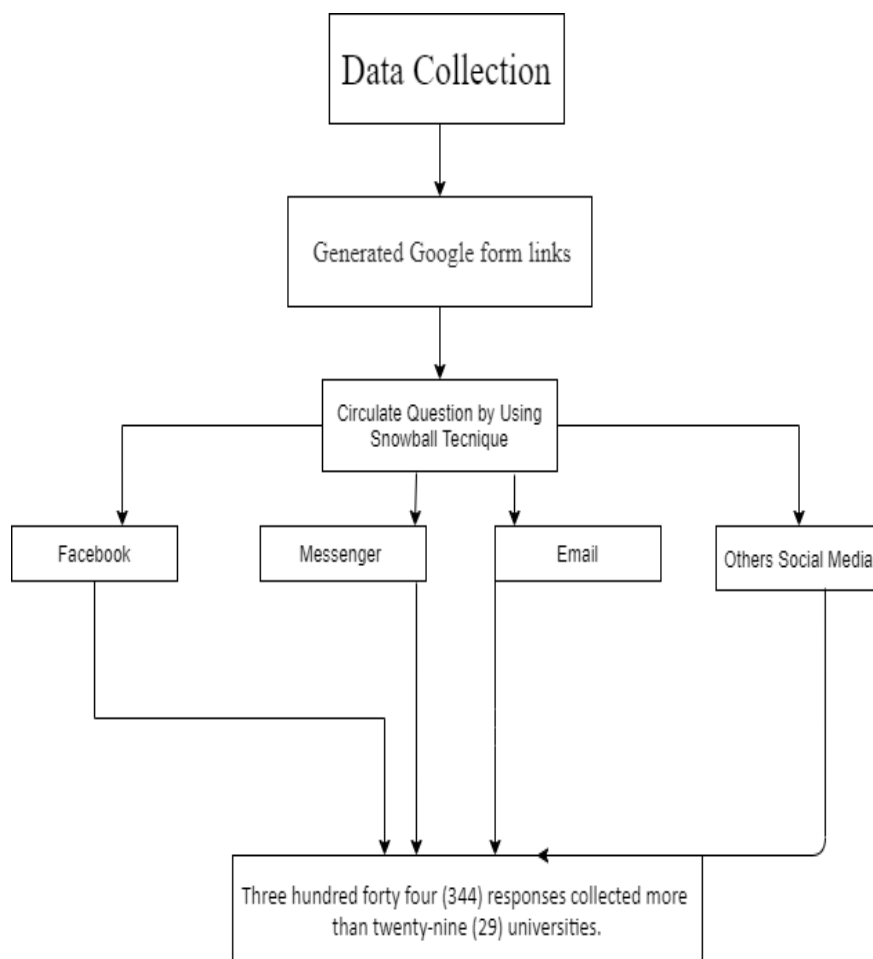 Data Collection
Generated Google form links
Circulate Question by Using
Snowball Tecnique
Facebook
Messenger
Email
Others Social Media
Three hundred forty four (344) responses collected more
than twenty-nine (29) universities.